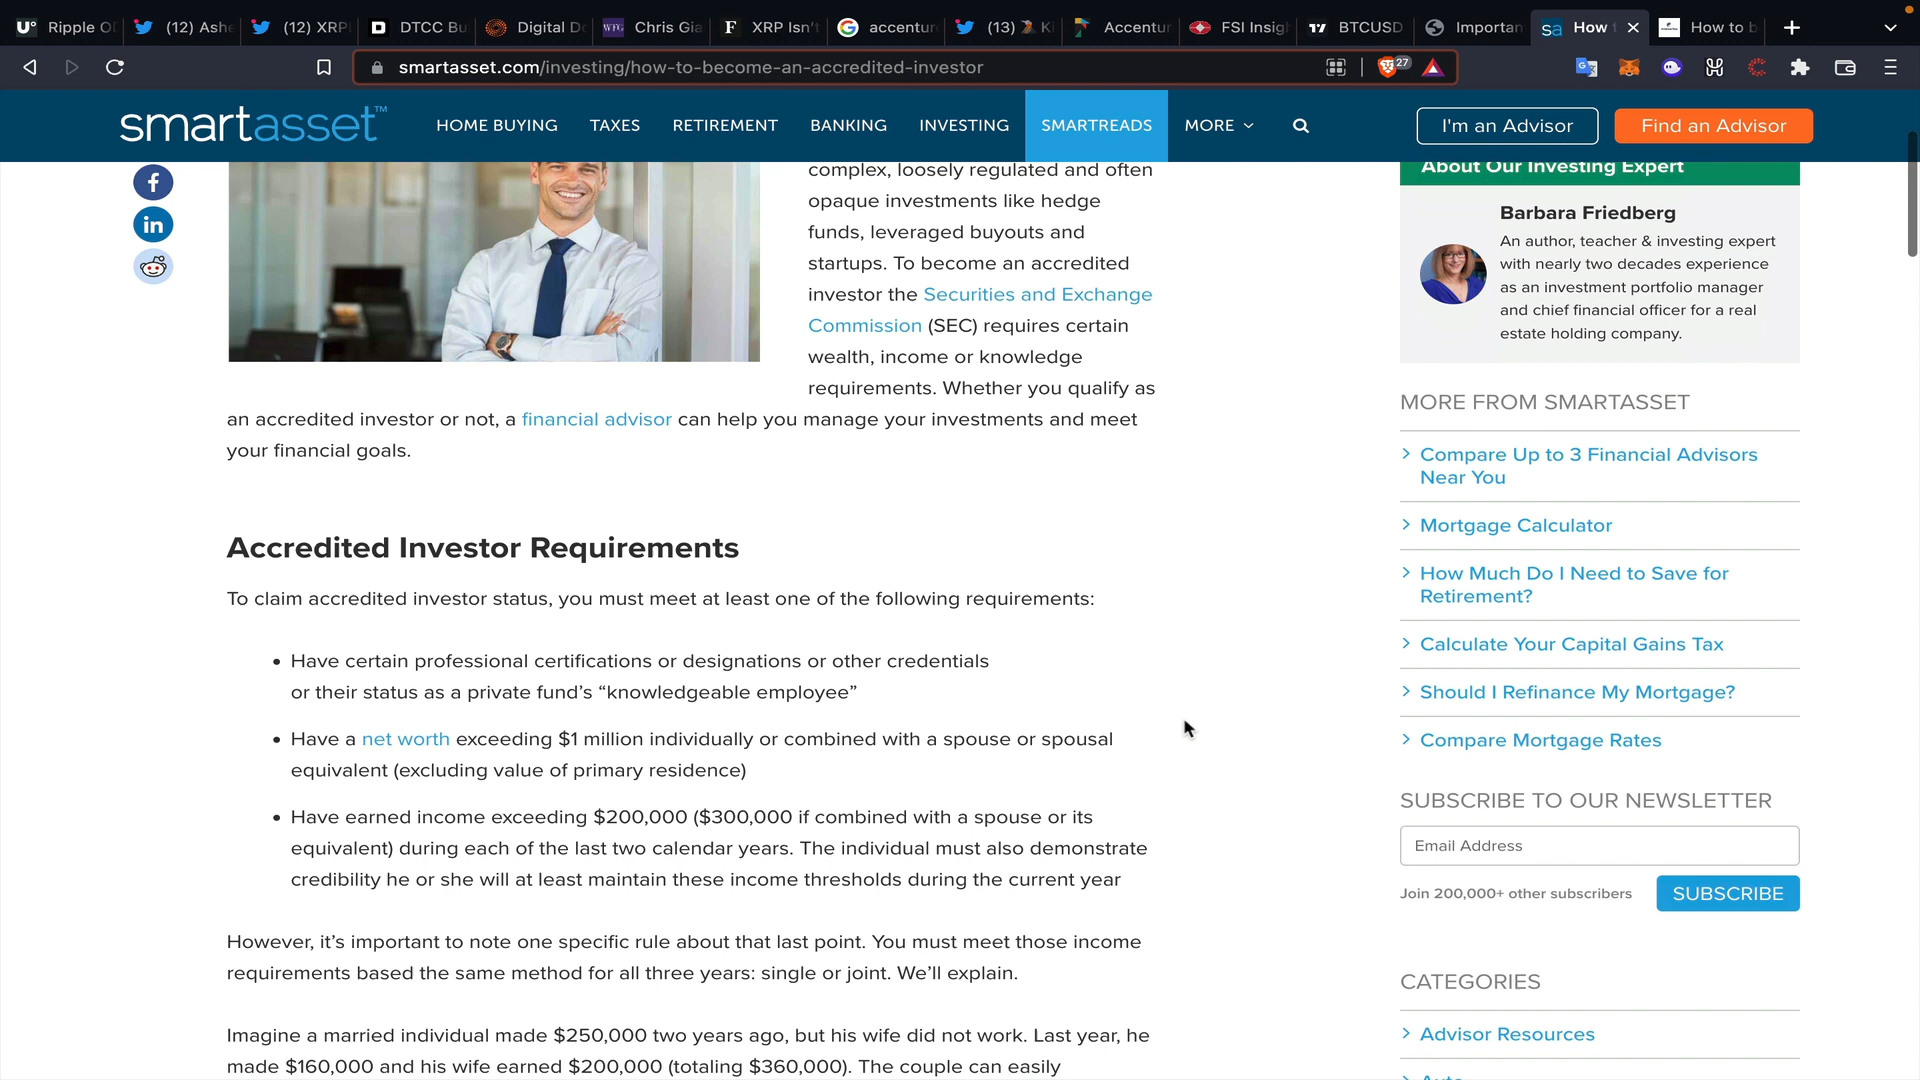 Ripple O
(12) Ashe
(12) XRP
DTCC Bu
Digital D
Chris Gia
XRP Isn't
accenture
(13)
Accentur
FSI Insig
BTCUSD
Importan
How t
How to b
smartasset.com/investing/how-to-become-an-accredited-investor
27
smartasset™
HOME BUYING
TAXES
RETIREMENT
BANKING
INVESTING
SMARTREADS
MORE
I'm an Advisor
Find an Advisor
complex, loosely regulated and often
opaque investments like hedge
funds, leveraged buyouts and
startups. To become an accredited
investor the Securities and Exchange
Commission (SEC) requires certain
wealth, income or knowledge
requirements. Whether you qualify as
an accredited investor or not, a financial advisor can help you manage your investments and meet
your financial goals.
Accredited Investor Requirements
To claim accredited investor status, you must meet at least one of the following requirements:
• Have certain professional certifications or designations or other credentials
or their status as a private fund's “knowledgeable employee”
• Have a net worth exceeding $1 million individually or combined with a spouse or spousal
equivalent (excluding value of primary residence)
• Have earned income exceeding $200,000 ($300,000 if combined with a spouse or its
equivalent) during each of the last two calendar years. The individual must also demonstrate
credibility he or she will at least maintain these income thresholds during the current year
However, it's important to note one specific rule about that last point. You must meet those income
requirements based the same method for all three years: single or joint. We'll explain.
Imagine a married individual made $250,000 two years ago, but his wife did not work. Last year, he
made $160,000 and his wife earned $200,000 (totaling $360,000). The couple can easily
About Our Investing Expert
Barbara Friedberg
An author, teacher & investing expert
with nearly two decades experience
as an investment portfolio manager
and chief financial officer for a real
estate holding company.
MORE FROM SMARTASSET
Compare Up to 3 Financial Advisors
Near You
Mortgage Calculator
How Much Do I Need to Save for
Retirement?
Calculate Your Capital Gains Tax
Should I Refinance My Mortgage?
Compare Mortgage Rates
SUBSCRIBE TO OUR NEWSLETTER
Email Address
Join 200,000+ other subscribers
SUBSCRIBE
CATEGORIES
Advisor Resources